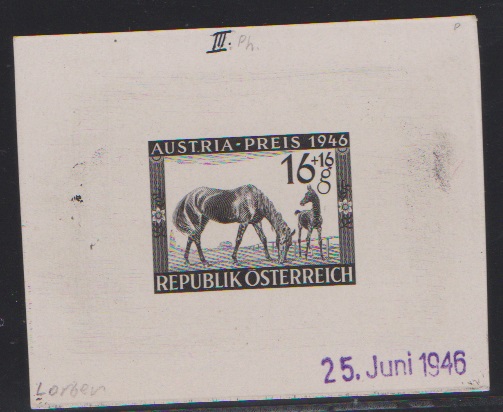 III. Ph.
P
AUSTRIA-PREIS 1946
16+16
g
REPUBLIK ÖSTERREICH
25. Juni 1946
Lorber